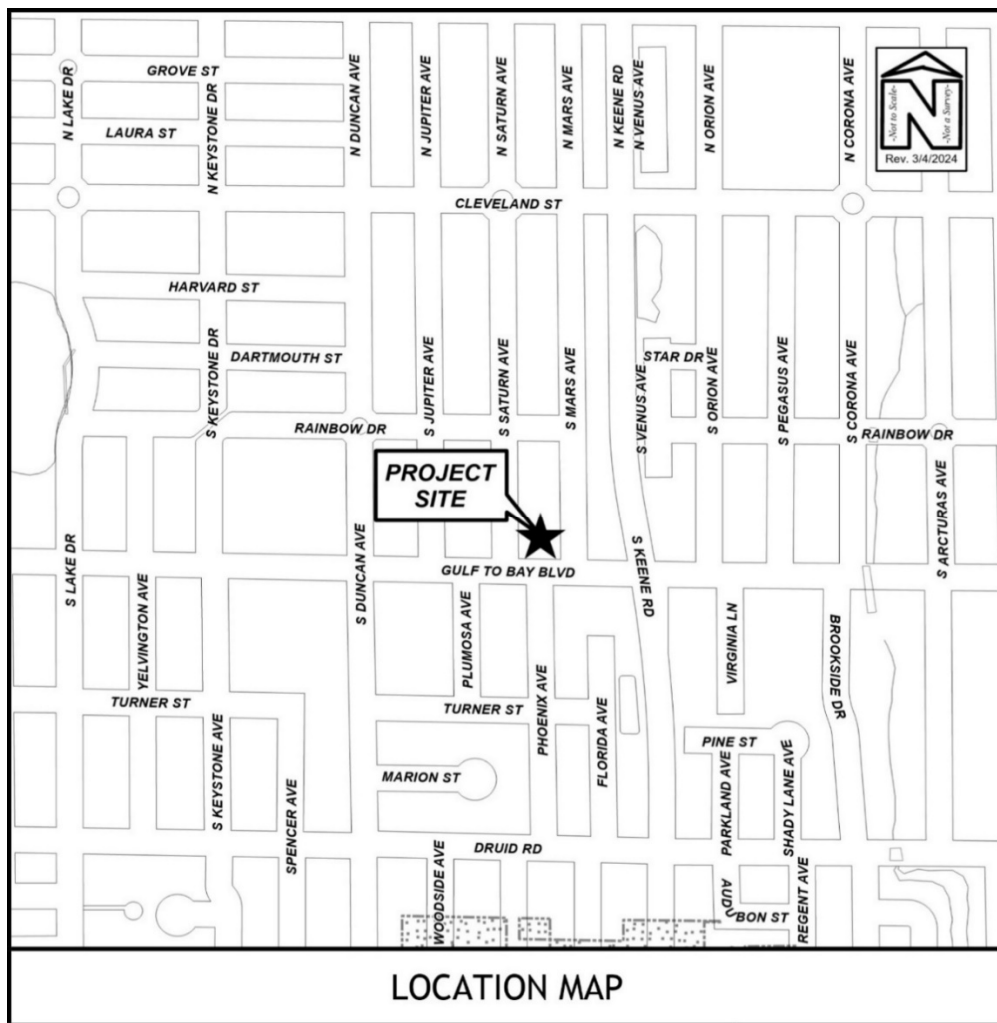 GROVE ST
LAURA ST
N LAKE DR
N KEYSTONE DR
N DUNCAN AVE
N JUPITER AVE
N SATURN AVE
N MARS AVE
N KEENE RD
N VENUS AVE
N ORION AVE
N CORONA AVE
-Not to Scale-
N
-Not a Survey-
Rev. 3/4/2024
CLEVELAND ST
HARVARD ST
DARTMOUTH ST
STAR DR
S KEYSTONE DR
S JUPITER AVE
S SATURN AVE
S MARS AVE
S VENUS AVE
S ORION AVE
S PEGASUS AVE
S CORONA AVE
RAINBOW DR
RAINBOW DR
PROJECT
SITE
S LAKE DR
S DUNCAN AVE
S KEENE RD
S ARCTURAS AVE
GULF TO BAY BLVD
YELVINGTON AVE
PLUMOSA AVE
PHOENIX AVE
FLORIDA AVE
VIRGINIA LN
BROOKSIDE DR
TURNER ST
TURNER ST
PINE ST
MARION ST
S KEYSTONE AVE
SPENCER AVE
PARKLAND AVE
SHADY LANE AVE
DRUID RD
WOODSIDE AVE
AUDUBON ST
REGENT AVE
LOCATION MAP